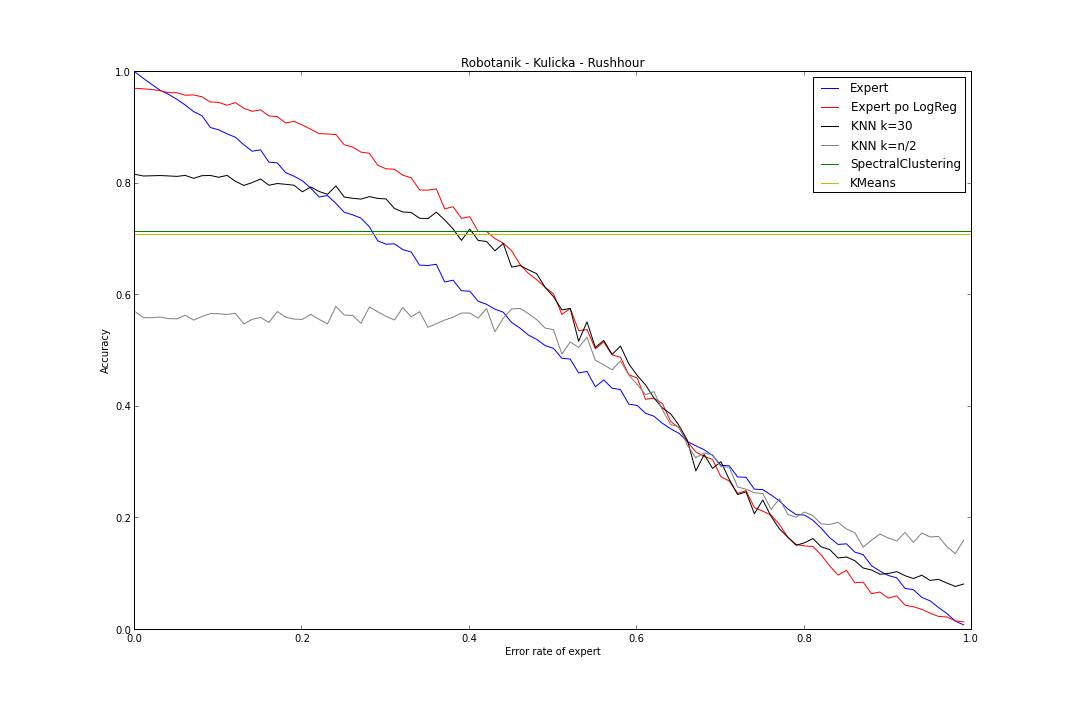 Robotanik - Kulicka - Rushhour
Expert
Expert po LogReg
KNN k=30
KNN k=n/2
SpectralClustering
KMeans
1.0
0.8
0.6
0.4
0.2
0.0
Accuracy
0.0 0.2 0.4 0.6 0.8 1.0
Error rate of expert